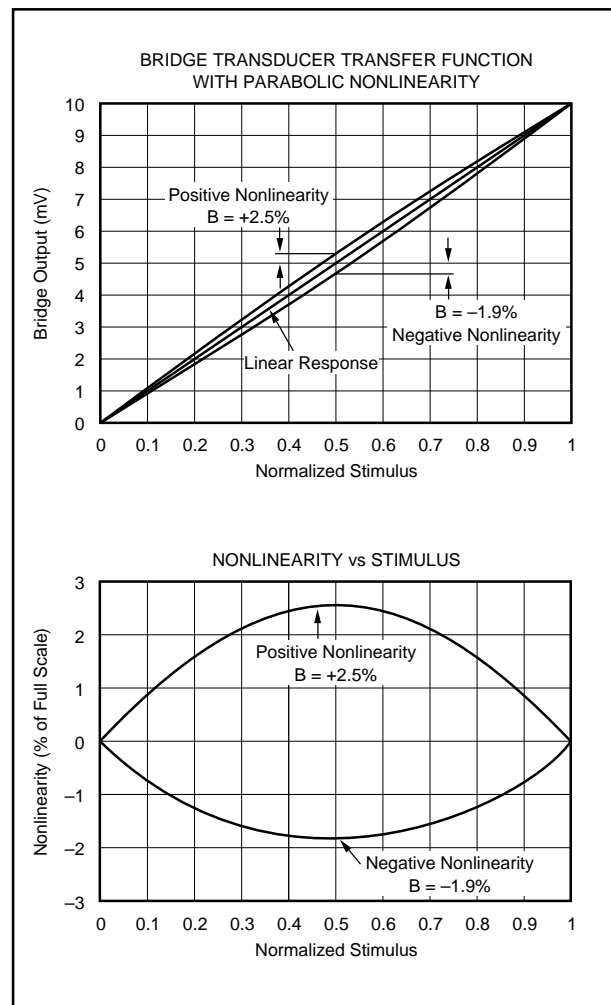 BRIDGE TRANSDUCER TRANSFER FUNCTION
WITH PARABOLIC NONLINEARITY
10
9
8
7
6
5
4
3
2
1
0
Bridge Output (mV)
Positive Nonlinearity
B = +2.5%
B = –1.9%
Negative Nonlinearity
Linear Response
0 0.1 0.2 0.3 0.4 0.5 0.6 0.7 0.8 0.9 1
Normalized Stimulus
NONLINEARITY vs STIMULUS
3
2
1
0
–1
–2
–3
Nonlinearity (% of Full Scale)
Positive Nonlinearity
B = +2.5%
Negative Nonlinearity
B = –1.9%
0 0.1 0.2 0.3 0.4 0.5 0.6 0.7 0.8 0.9 1
Normalized Stimulus